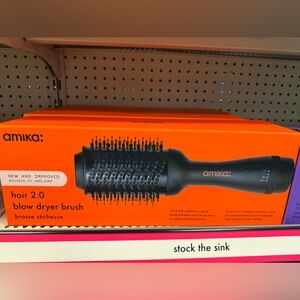 amika:
amika:
NEW AND IMPROVED
hair 2.0
blow dryer brush
brosse sécheuse
stock the sink